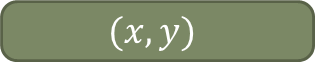 (x, y)